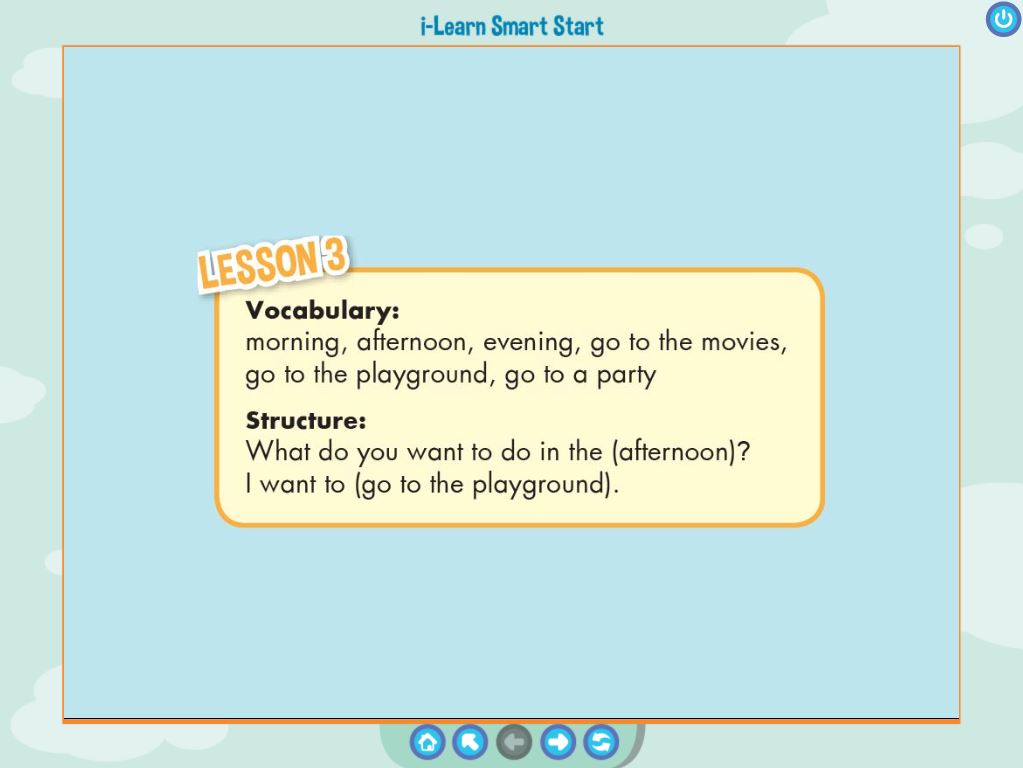 i-Learn Smart Start
LESSON 3
Vocabulary:
morning, afternoon, evening, go to the movies,
go to the playground, go to a party
Structure:
What do you want to do in the (afternoon)?
I want to (go to the playground).